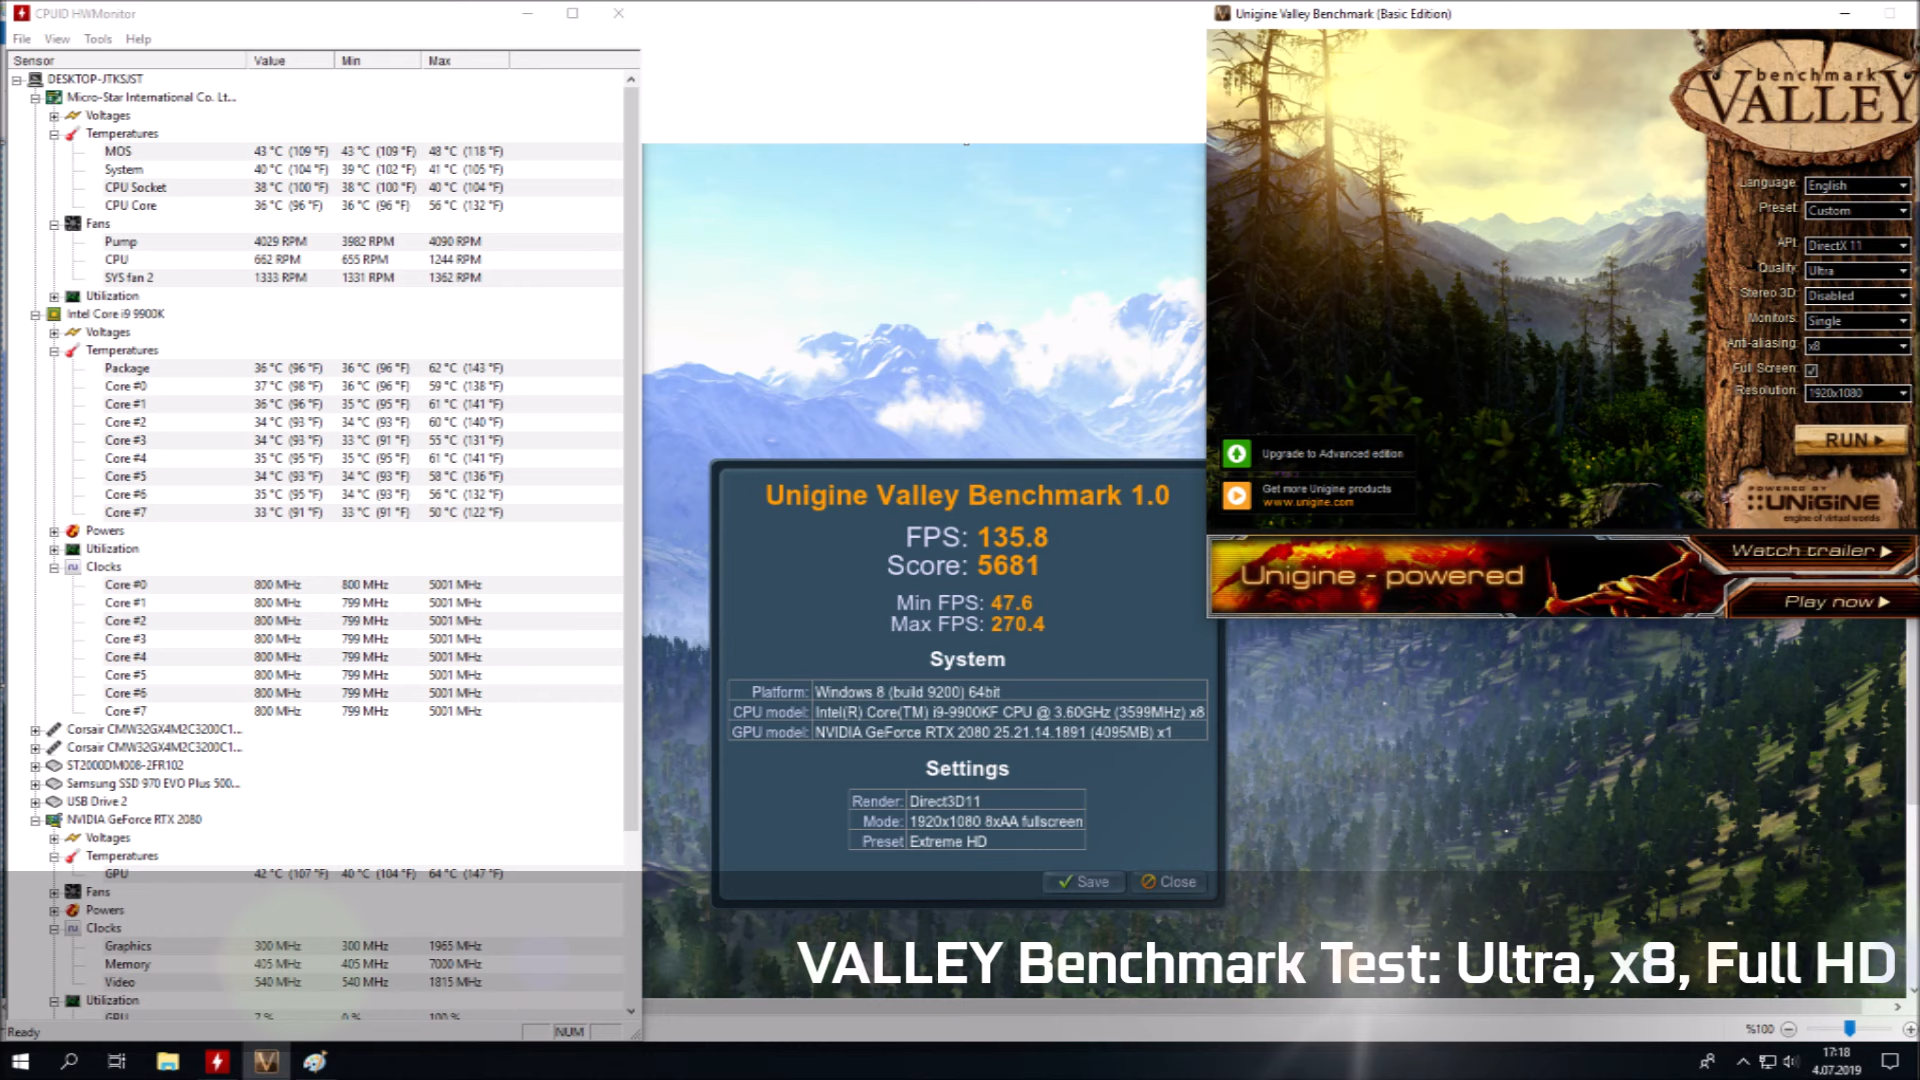 CPUID HWMonitor
File View Tools Help
Sensor Value Min Max
DESKTOP-JTKSJST
Micro-Star International Co. Lt...
Voltages
Temperatures
MOS 43 °C (109 °F) 43 °C (109 °F) 48 °C (118 °F)
System 40 °C (104 °F) 39 °C (102 °F) 41 °C (105 °F)
CPU Socket 38 °C (100 °F) 38 °C (100 °F) 40 °C (104 °F)
CPU Core 36 °C (96 °F) 36 °C (96 °F) 56 °C (132 °F)
Fans
Pump 4029 RPM 3982 RPM 4090 RPM
CPU 662 RPM 655 RPM 1244 RPM
SYS fan 2 1333 RPM 1331 RPM 1362 RPM
Utilization
Intel Core i9 9900K
Voltages
Temperatures
Package 36 °C (96 °F) 36 °C (96 °F) 62 °C (143 °F)
Core #0 37 °C (98 °F) 36 °C (96 °F) 59 °C (138 °F)
Core #1 36 °C (96 °F) 35 °C (95 °F) 61 °C (141 °F)
Core #2 34 °C (93 °F) 34 °C (93 °F) 60 °C (140 °F)
Core #3 34 °C (93 °F) 33 °C (91 °F) 55 °C (131 °F)
Core #4 35 °C (95 °F) 35 °C (95 °F) 61 °C (141 °F)
Core #5 34 °C (93 °F) 34 °C (93 °F) 58 °C (136 °F)
Core #6 35 °C (95 °F) 34 °C (93 °F) 56 °C (132 °F)
Core #7 33 °C (91 °F) 33 °C (91 °F) 50 °C (122 °F)
Powers
Utilization
Clocks
Core #0 800 MHz 800 MHz 5001 MHz
Core #1 800 MHz 799 MHz 5001 MHz
Core #2 800 MHz 799 MHz 5001 MHz
Core #3 800 MHz 799 MHz 5001 MHz
Core #4 800 MHz 799 MHz 5001 MHz
Core #5 800 MHz 799 MHz 5001 MHz
Core #6 800 MHz 799 MHz 5001 MHz
Core #7 800 MHz 799 MHz 5001 MHz
Corsair CMW32GX4M2C3200C1...
Corsair CMW32GX4M2C3200C1...
ST2000DM008-2FR102
Samsung SSD 970 EVO Plus 500...
USB Drive 2
NVIDIA GeForce RTX 2080
Voltages
Temperatures
GPU 42 °C (107 °F) 40 °C (104 °F) 64 °C (147 °F)
Fans
Powers
Clocks
Graphics 300 MHz 300 MHz 1965 MHz
Memory 405 MHz 405 MHz 7000 MHz
Video 540 MHz 540 MHz 1815 MHz
Utilization
GPU 7 % 0 % 100 %
Ready NUM
Unigine Valley Benchmark 1.0
FPS: 135.8
Score: 5681
Min FPS: 47.6
Max FPS: 270.4
System
Platform: Windows 8 (build 9200) 64bit
CPU model: Intel(R) Core(TM) i9-9900KF CPU @ 3.60GHz (3599MHz) x8
GPU model: NVIDIA GeForce RTX 2080 25.21.14.1891 (4095MB) x1
Settings
Render: Direct3D11
Mode: 1920x1080 8xAA fullscreen
Preset Extreme HD
Save Close
Unigine Valley Benchmark (Basic Edition)
benchmark
VALLEY
Language: English
Preset: Custom
API: DirectX 11
Quality: Ultra
Stereo 3D: Disabled
Monitors: Single
Anti-aliasing: x8
Full Screen:
Resolution: 1920x1080
RUN
Upgrade to Advanced edition
Get more Unigine products
www.unigine.com
POWERED BY
UNIGINE
engine of virtual worlds
Unigine - powered
Watch trailer
Play now
VALLEY Benchmark Test: Ultra, x8, Full HD
%100
17:18
4.07.2019